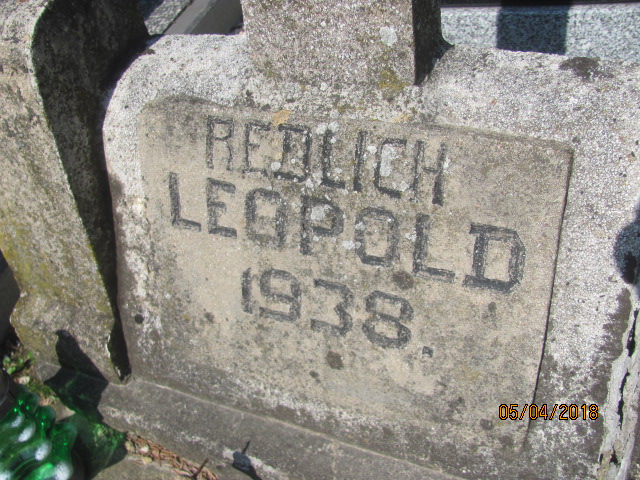 REDLICH
LEOPOLD
1938.
05/04/2018